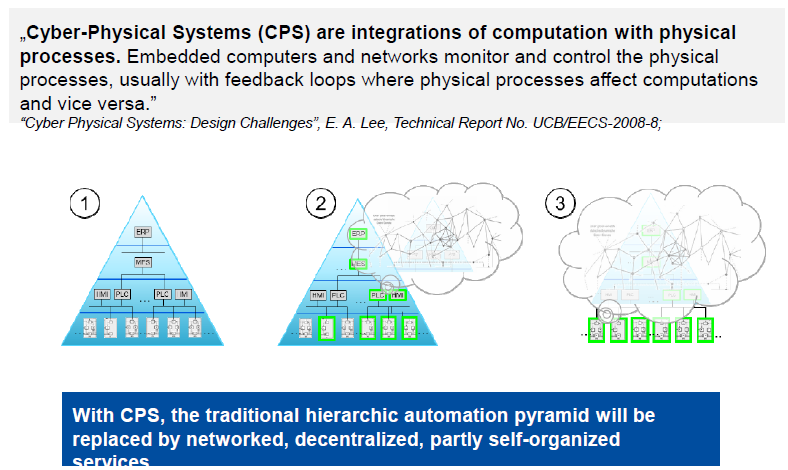 „Cyber-Physical Systems (CPS) are integrations of computation with physical
processes. Embedded computers and networks monitor and control the physical
processes, usually with feedback loops where physical processes affect computations
and vice versa.”
“Cyber Physical Systems: Design Challenges”, E. A. Lee, Technical Report No. UCB/EECS-2008-8;
1
2
3
ERP
MES
HMI PLC ... PLC
ERP
MES
HMI PLC ... PLC HMI
With CPS, the traditional hierarchic automation pyramid will be
replaced by networked, decentralized, partly self-organized
services